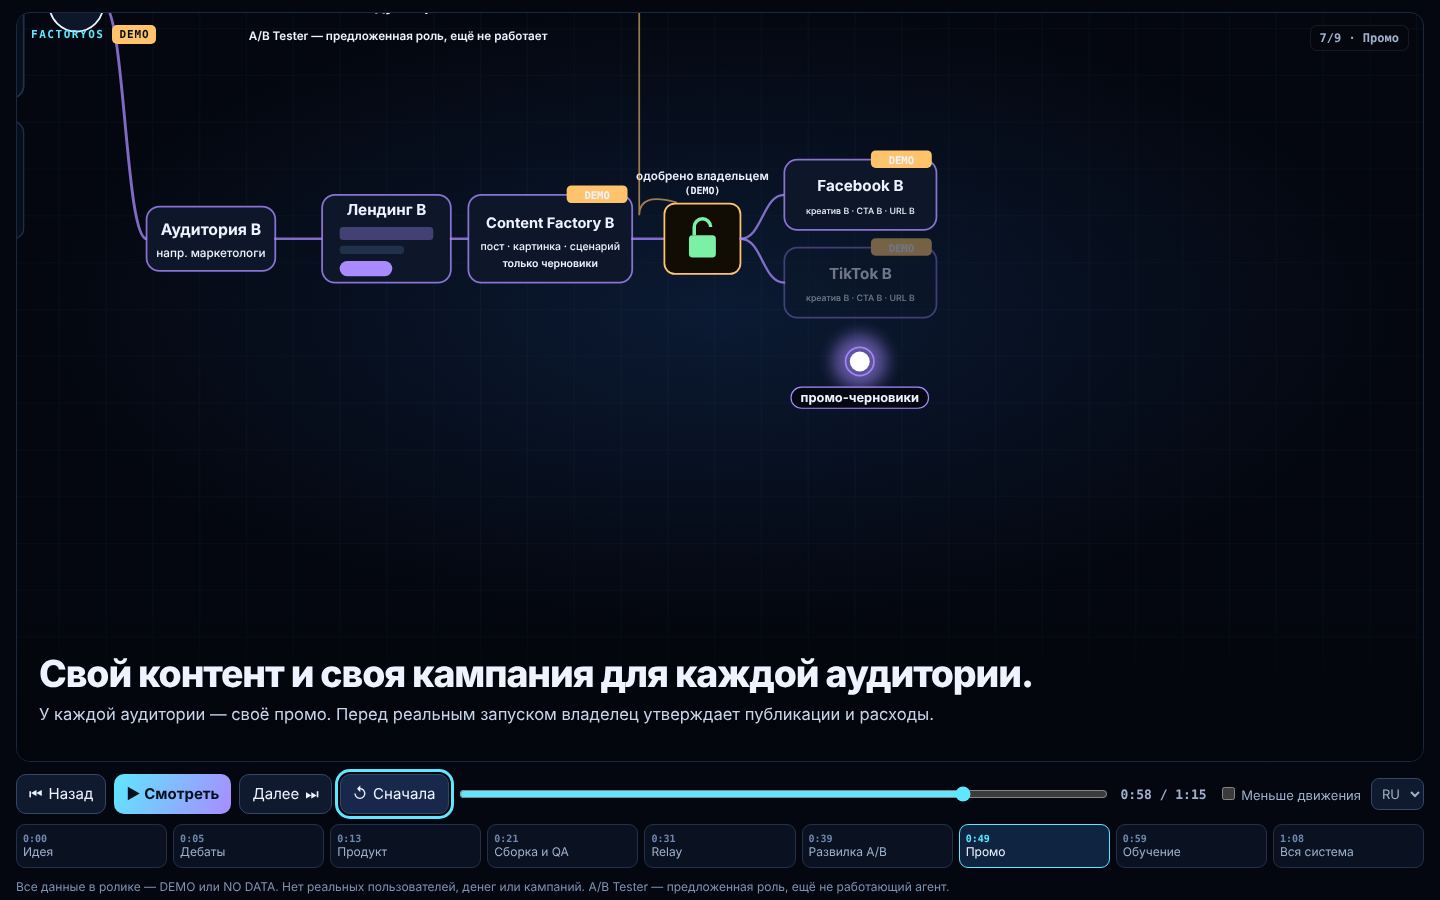 FACTORYOS DEMO
A/B Tester — предложенная роль, ещё не работает
7/9 · Промо
одобрено владельцем
(DEMO)
DEMO
Facebook B
креатив B · CTA B · URL B
DEMO
TikTok B
креатив B · CTA B · URL B
Аудитория B
напр. маркетологи
Лендинг B
DEMO
Content Factory B
пост · картинка · сценарий
только черновики
промо-черновики
Свой контент и своя кампания для каждой аудитории.
У каждой аудитории — своё промо. Перед реальным запуском владелец утверждает публикации и расходы.
⏮ Назад
▶ Смотреть
Далее ⏭
↺ Сначала
0:58 / 1:15
Меньше движения
RU
0:00
Идея
0:05
Дебаты
0:13
Продукт
0:21
Сборка и QA
0:31
Relay
0:39
Развилка A/B
0:49
Промо
0:59
Обучение
1:08
Вся система
Все данные в ролике — DEMO или NO DATA. Нет реальных пользователей, денег или кампаний. A/B Tester — предложенная роль, ещё не работающий агент.